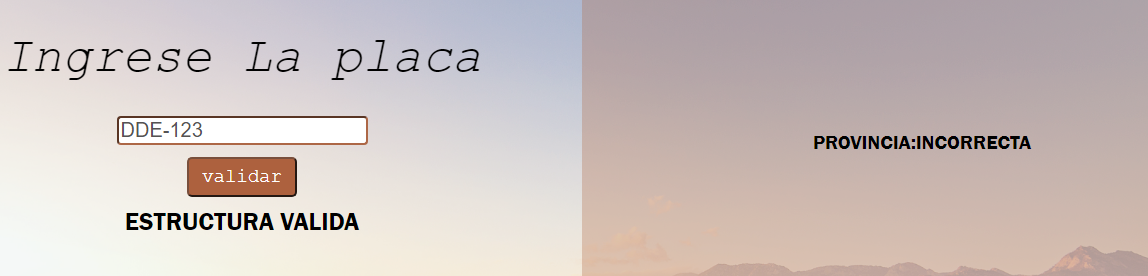 Ingrese La placa
DDE-123
validar
ESTRUCTURA VALIDA
PROVINCIA:INCORRECTA